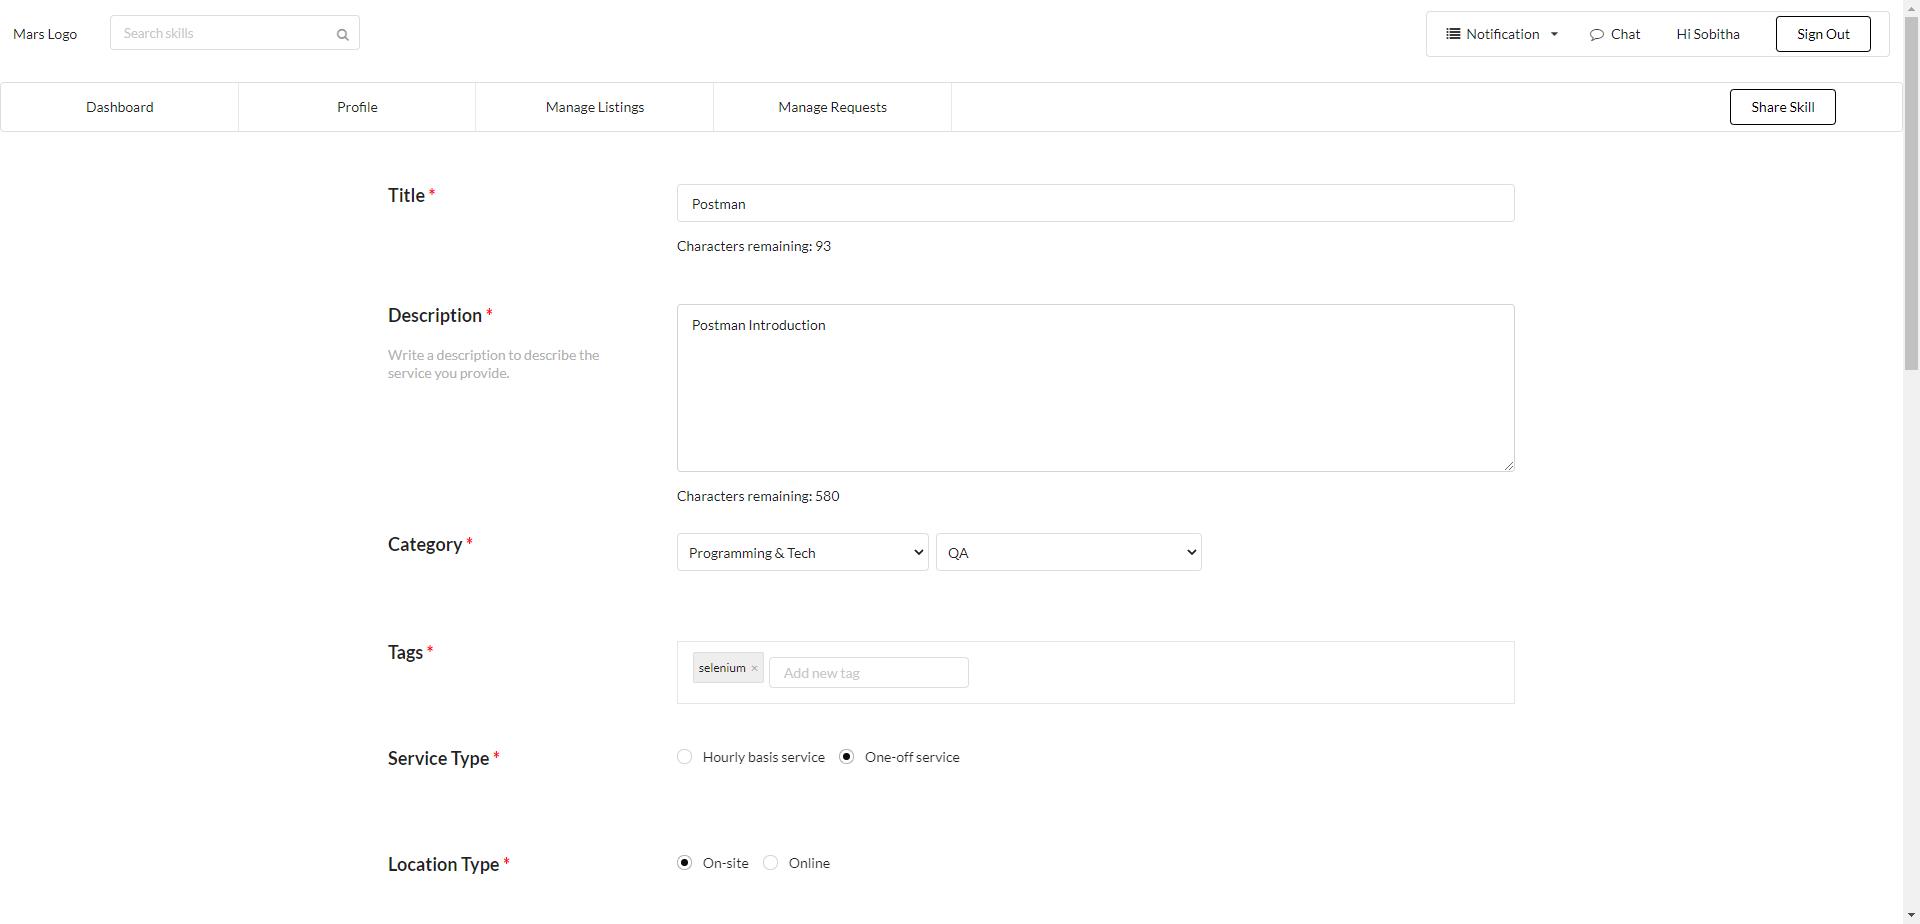 Mars Logo
Search skills
Notification
Chat
Hi Sobitha
Sign Out
Dashboard
Profile
Manage Listings
Manage Requests
Share Skill
Title *
Postman
Characters remaining: 93
Description *
Write a description to describe the
service you provide.
Postman Introduction
Characters remaining: 580
Category *
Programming & Tech
QA
Tags *
selenium ×
Add new tag
Service Type *
Hourly basis service
One-off service
Location Type *
On-site
Online